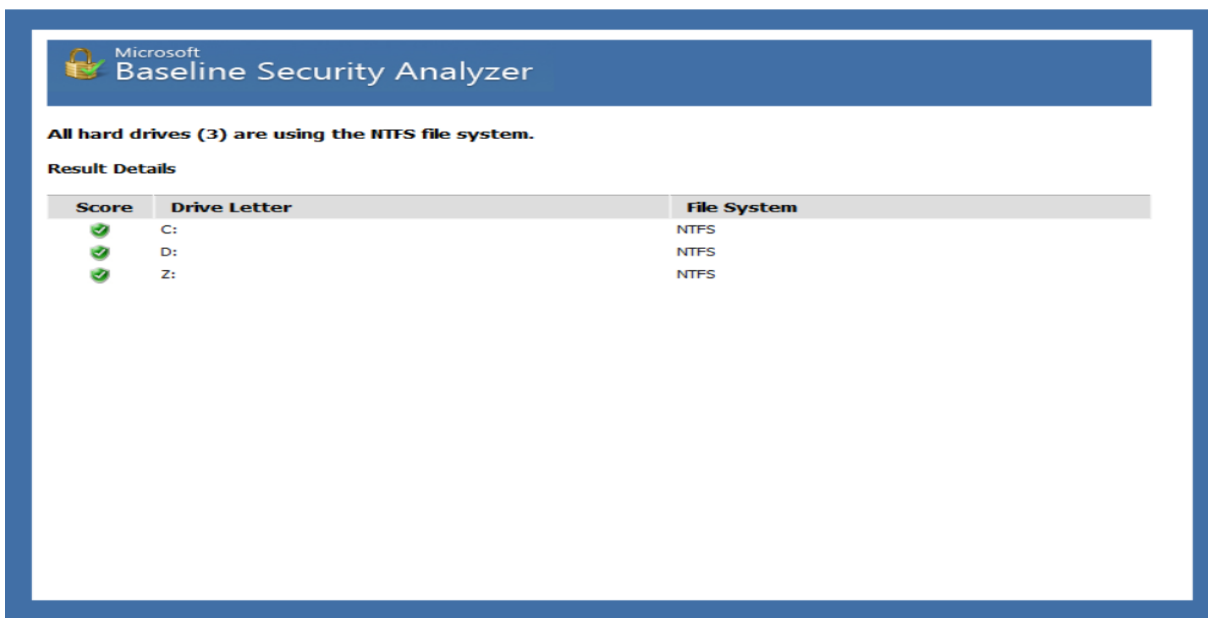 Microsoft
Baseline Security Analyzer
All hard drives (3) are using the NTFS file system.
Result Details
Score Drive Letter File System
C: NTFS
D: NTFS
Z: NTFS